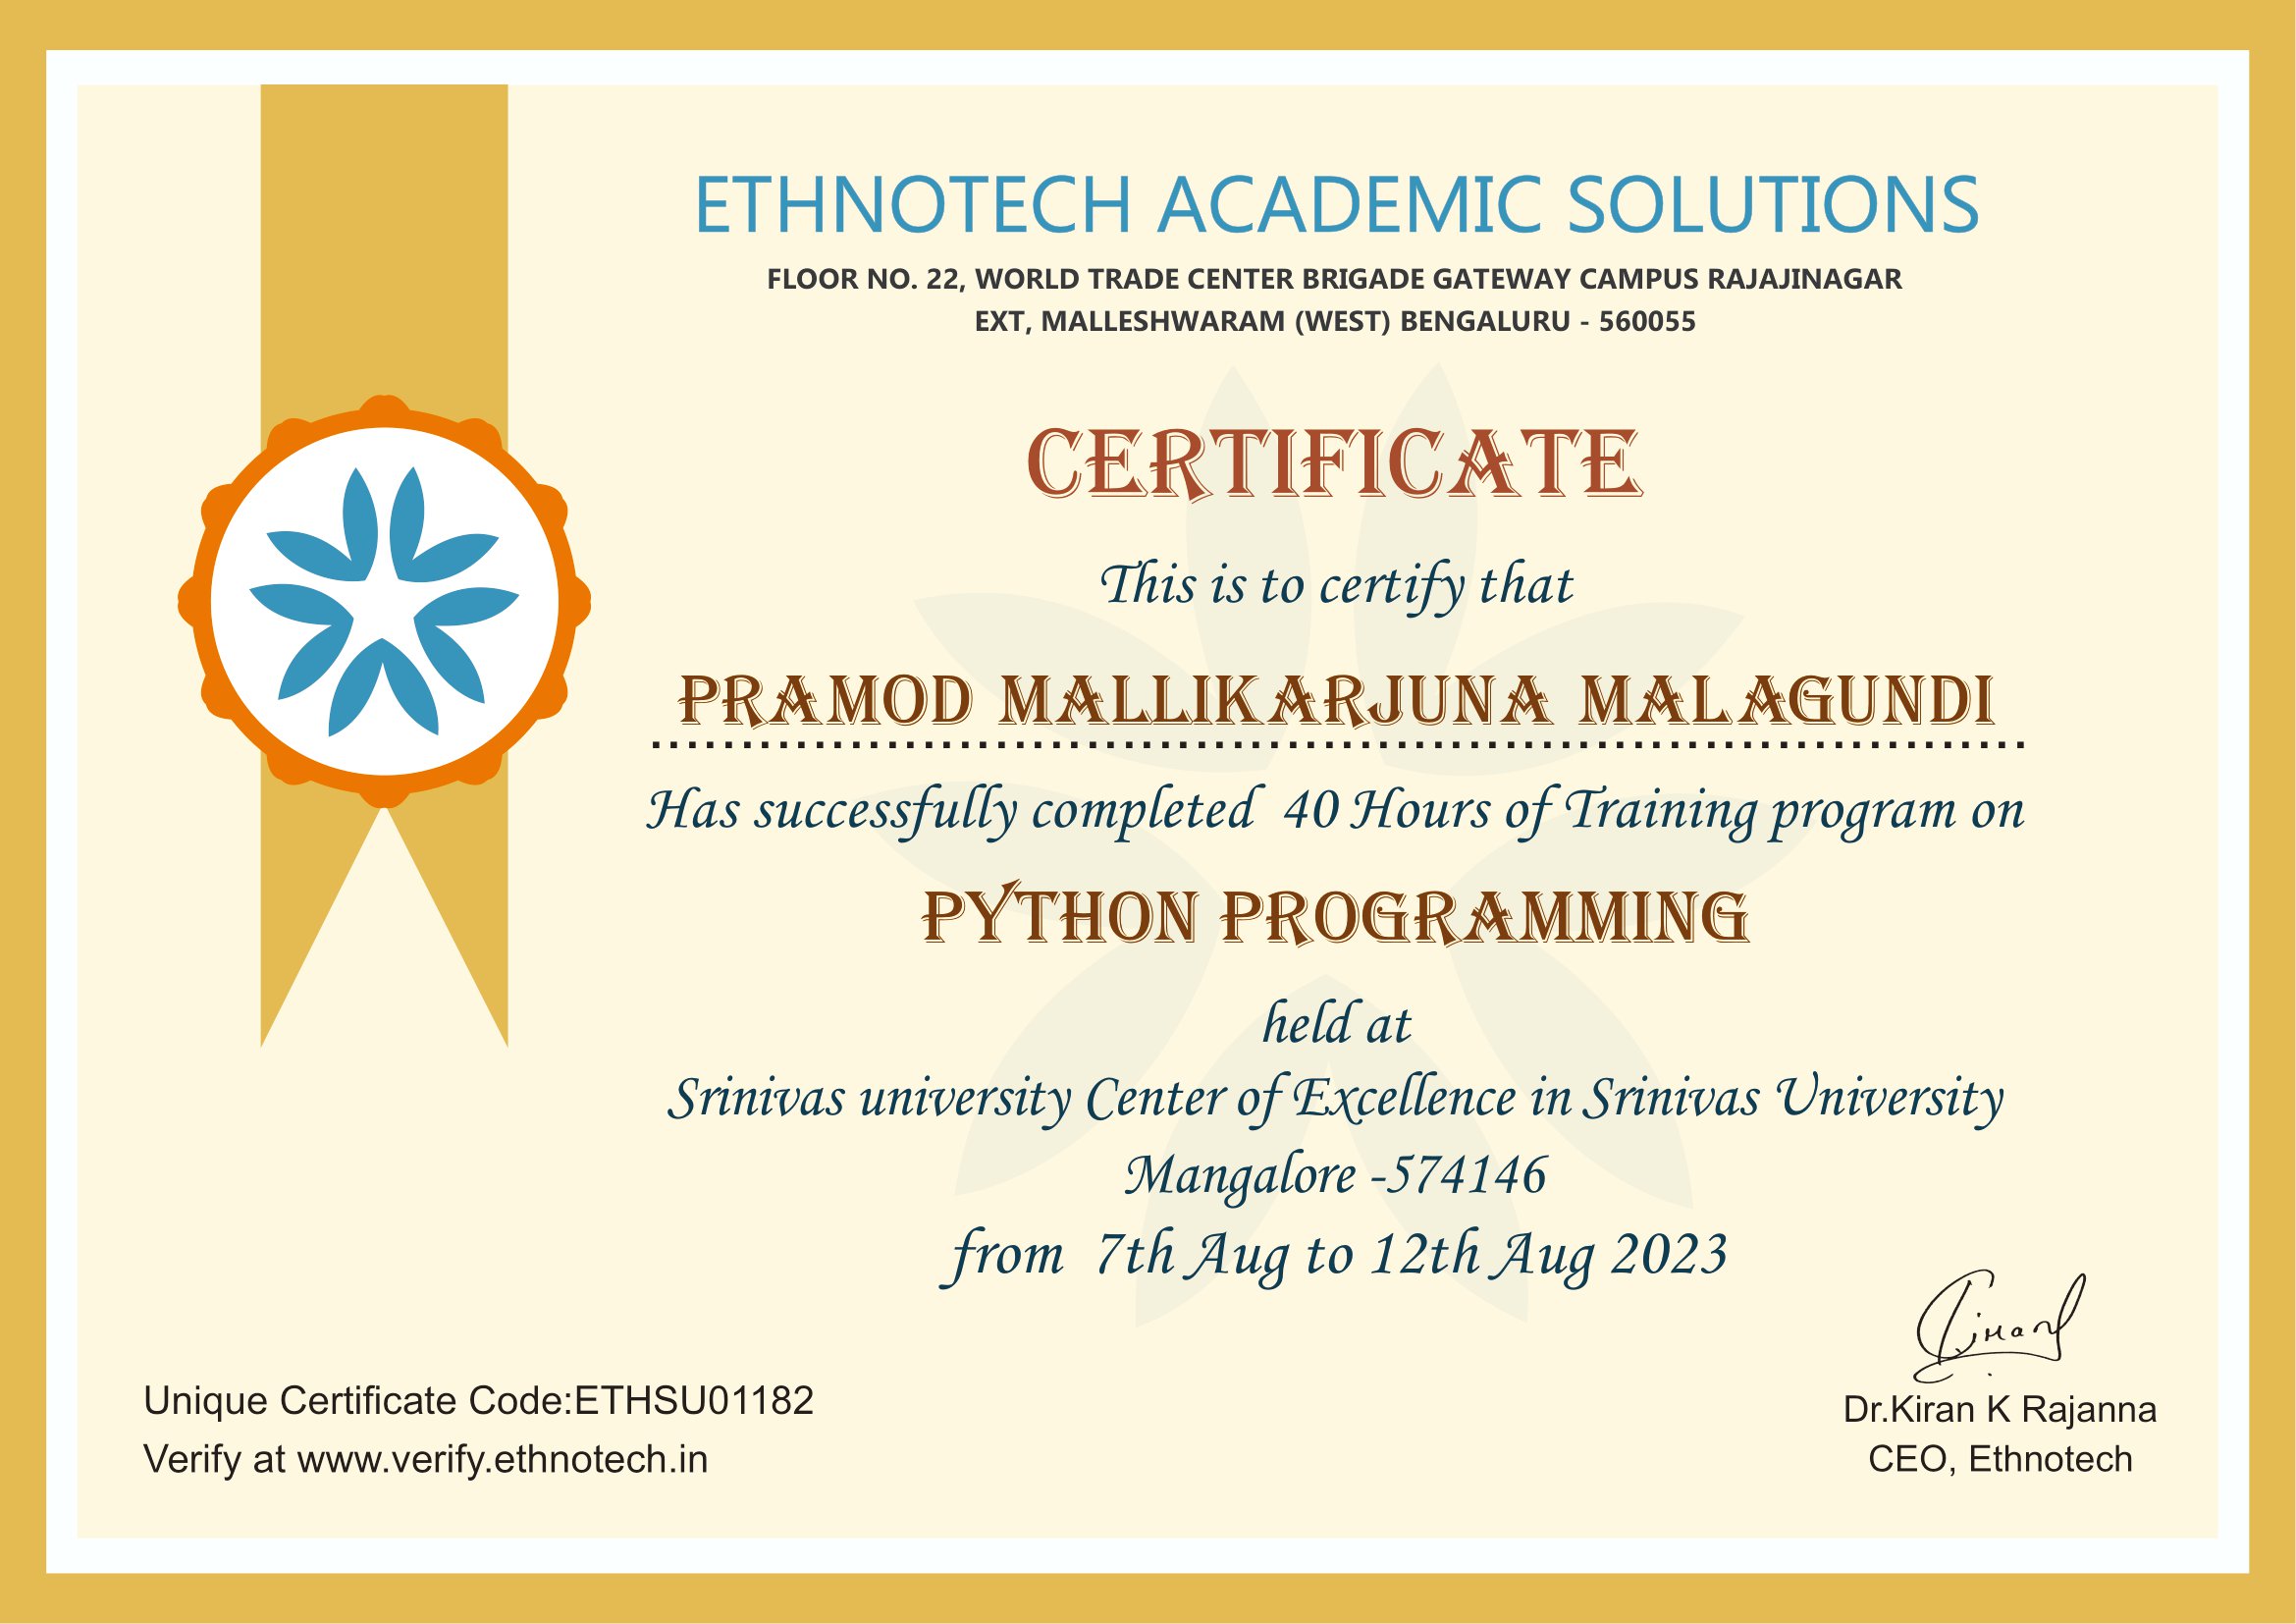 ETHNOTECH ACADEMIC SOLUTIONS
FLOOR NO. 22, WORLD TRADE CENTER BRIGADE GATEWAY CAMPUS RAJAJINAGAR
EXT, MALLESHWARAM (WEST) BENGALURU - 560055
CERTIFICATE
This is to certify that
PRAMOD MALLIKARJUNA MALAGUNDI
Has successfully completed 40 Hours of Training program on
PYTHON PROGRAMMING
held at
Srinivas university Center of Excellence in Srinivas University
Mangalore -574146
from 7th Aug to 12th Aug 2023
Unique Certificate Code:ETHSU01182
Verify at www.verify.ethnotech.in
Dr.Kiran K Rajanna
CEO, Ethnotech